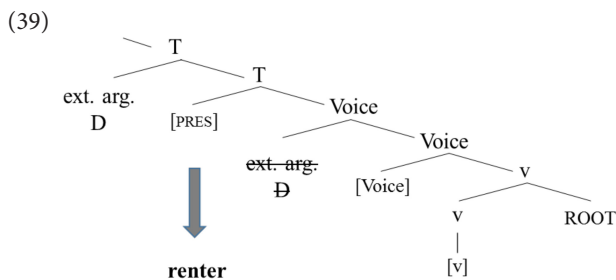 (39)
T
ext. arg.
D
T
[PRES]
Voice
ext. arg.
D
Voice
[Voice]
v
v
ROOT
[v]
renter